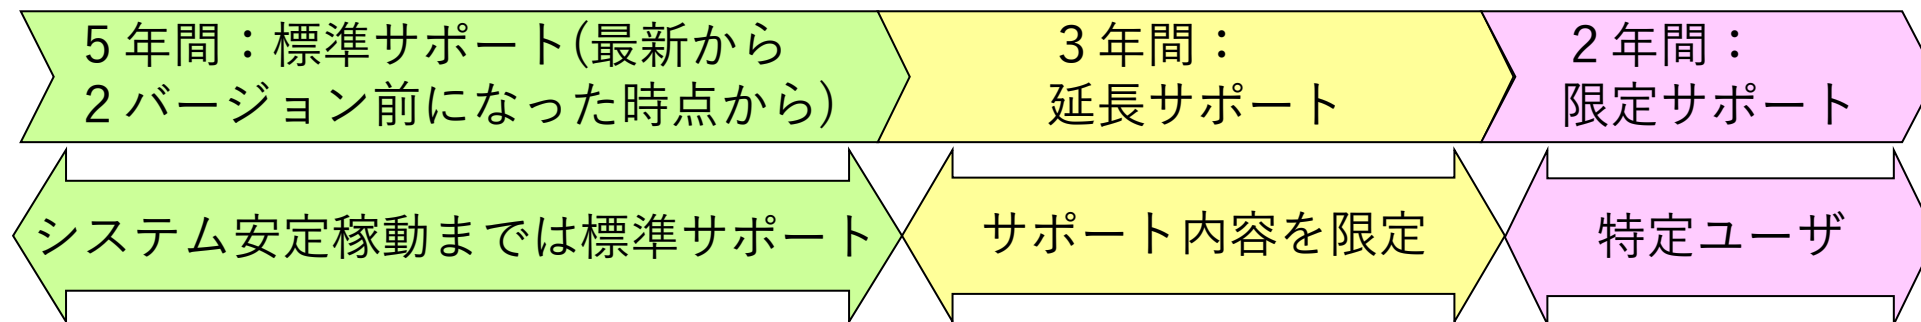 ５年間：標準サポート(最新から
２バージョン前になった時点から)
３年間：
延長サポート
２年間：
限定サポート
システム安定稼動までは標準サポート
サポート内容を限定
特定ユーザ